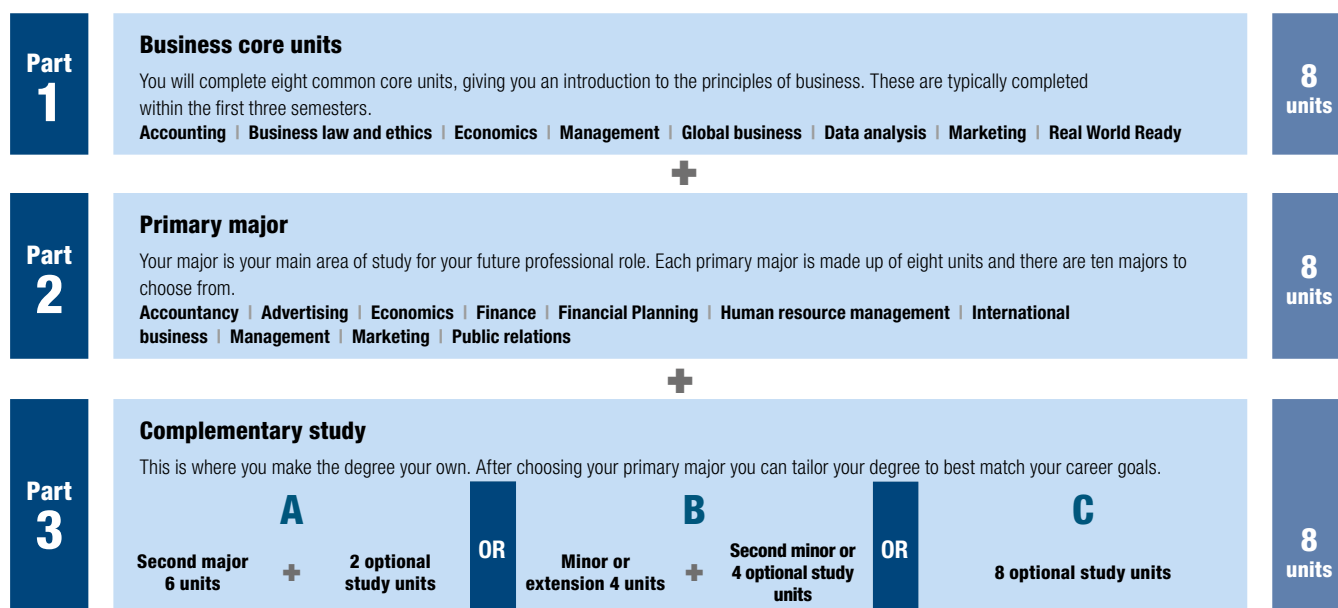 Part
1
Business core units
You will complete eight common core units, giving you an introduction to the principles of business. These are typically completed
within the first three semesters.
Accounting | Business law and ethics | Economics | Management | Global business | Data analysis | Marketing | Real World Ready
8
units
+
Part
2
Primary major
Your major is your main area of study for your future professional role. Each primary major is made up of eight units and there are ten majors to
choose from.
Accountancy | Advertising | Economics | Finance | Financial Planning | Human resource management | International
business | Management | Marketing | Public relations
8
units
+
Part
3
Complementary study
This is where you make the degree your own. After choosing your primary major you can tailor your degree to best match your career goals.
A
Second major
6 units
+
2 optional
study units
OR
B
Minor or
extension 4 units
+
Second minor or
4 optional study
units
OR
C
8 optional study units
8
units